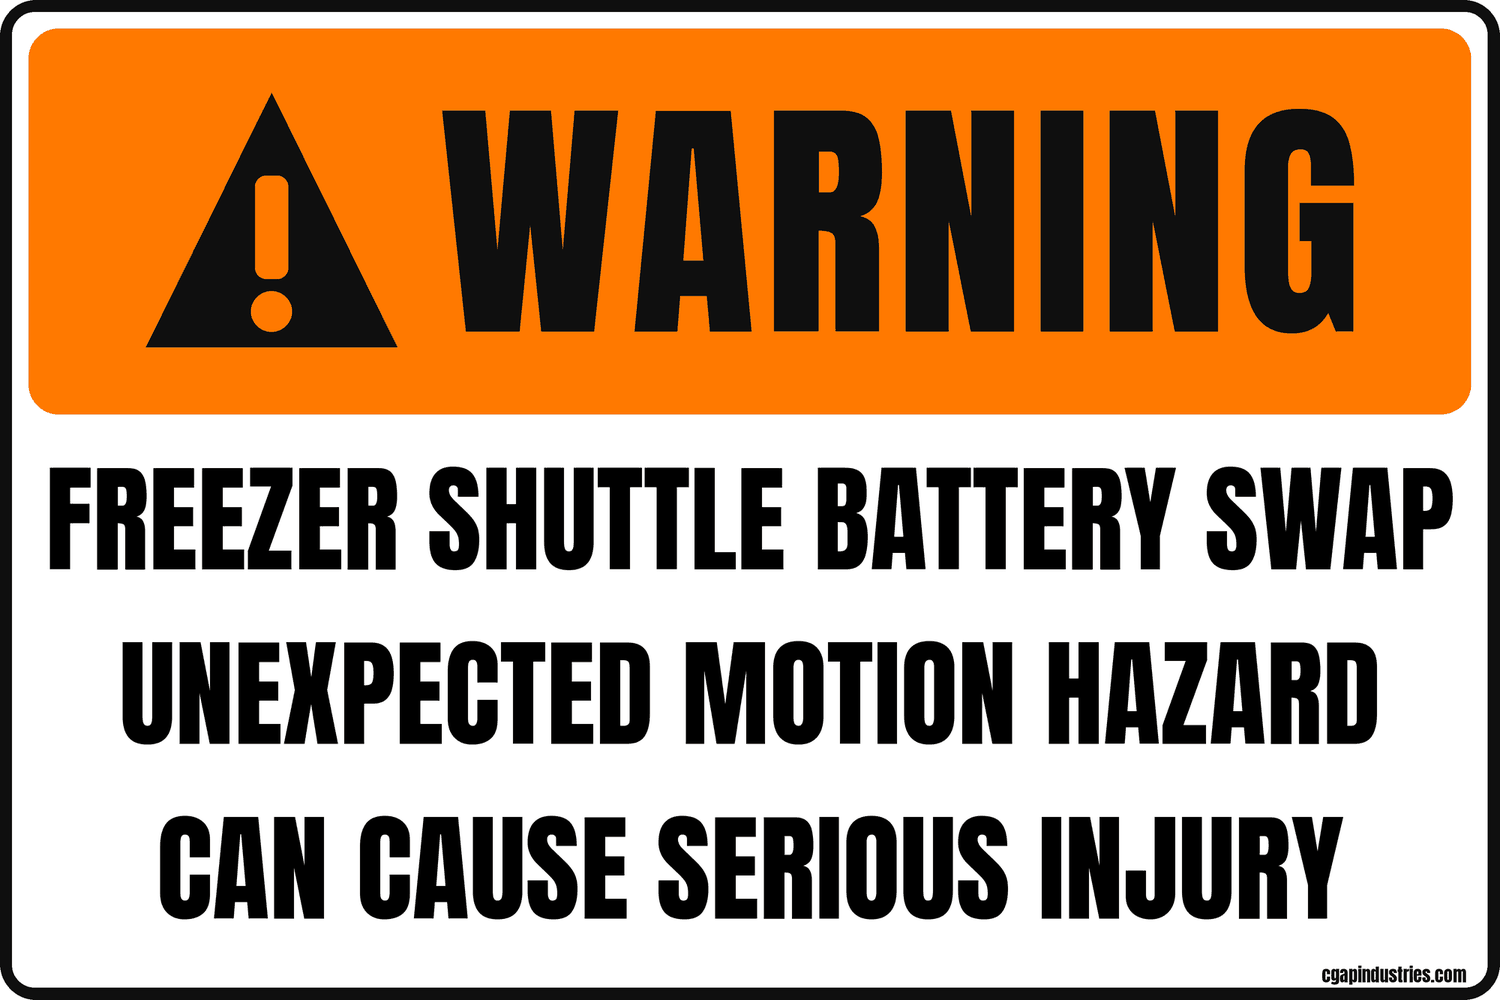 WARNING
FREEZER SHUTTLE BATTERY SWAP
UNEXPECTED MOTION HAZARD
CAN CAUSE SERIOUS INJURY
cgapindustries.com